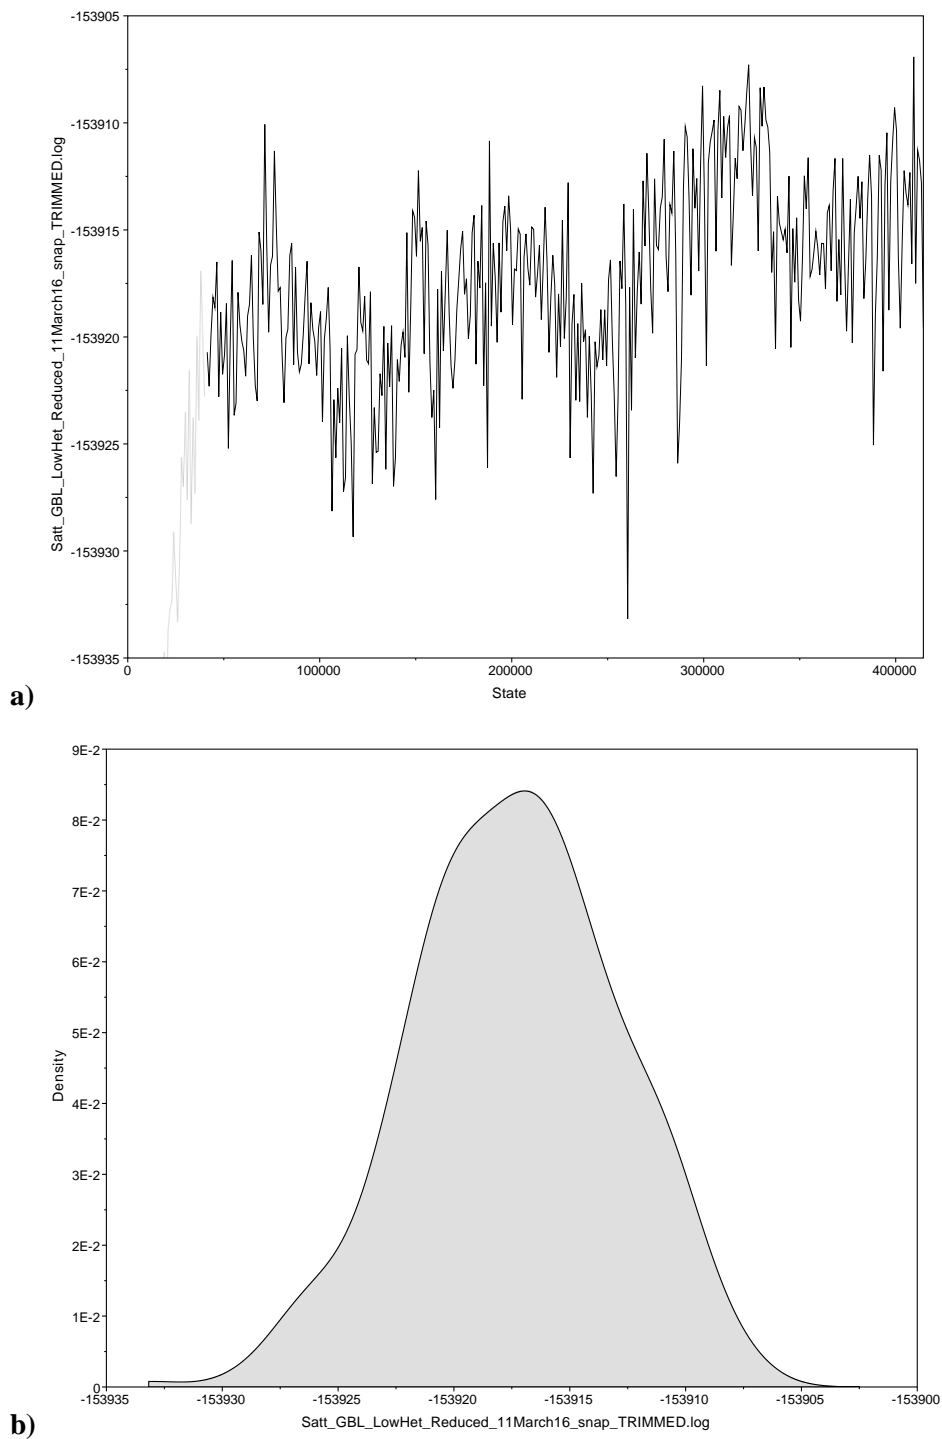 -153905
-153910
-153915
-153920
-153925
-153930
-153935
Satt_GBL_LowHet_Reduced_11March16_snap_TRIMMED.log
0 100000 200000 300000 400000
State
a)
9E-2
8E-2
7E-2
6E-2
5E-2
4E-2
3E-2
2E-2
1E-2
0
Density
-153935 -153930 -153925 -153920 -153915 -153910 -153905 -153900
Satt_GBL_LowHet_Reduced_11March16_snap_TRIMMED.log
b)